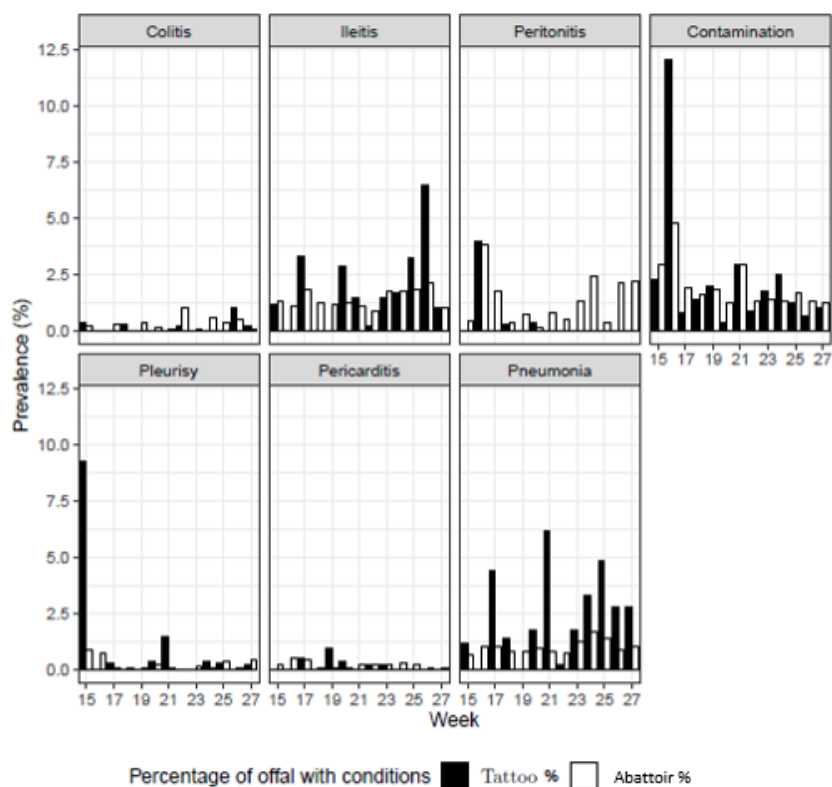 Colitis Ileitis Peritonitis Contamination
12.5
10.0
7.5
5.0
2.5
0.0
15 17 19 21 23 25 27
Pleurisy Pericarditis Pneumonia
12.5
10.0
7.5
5.0
2.5
0.0
15 17 19 21 23 25 27 15 17 19 21 23 25 27 15 17 19 21 23 25 27
Prevalence (%)
Week
Percentage of offal with conditions Tattoo % Abattoir %